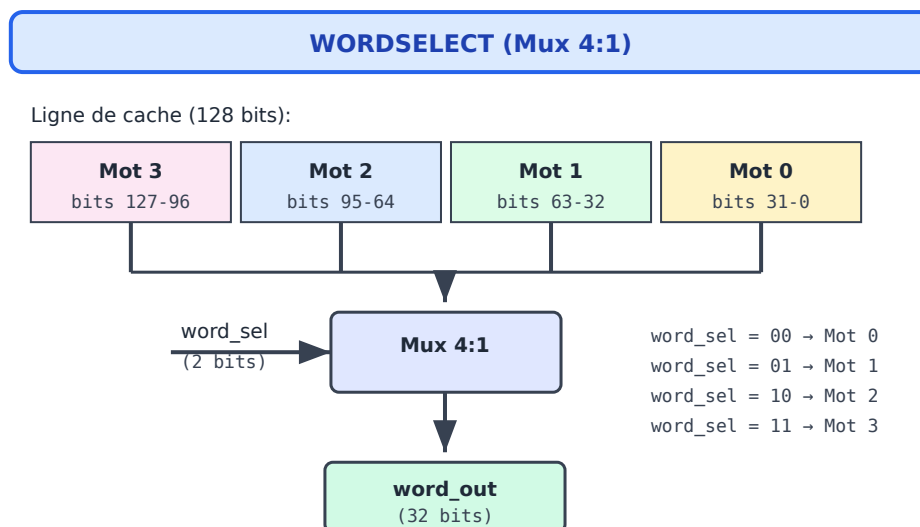 WORDSELECT (Mux 4:1)
Ligne de cache (128 bits):
Mot 3
bits 127-96
Mot 2
bits 95-64
Mot 1
bits 63-32
Mot 0
bits 31-0
word_sel
(2 bits)
Mux 4:1
word_sel = 00 → Mot 0
word_sel = 01 → Mot 1
word_sel = 10 → Mot 2
word_sel = 11 → Mot 3
word_out
(32 bits)